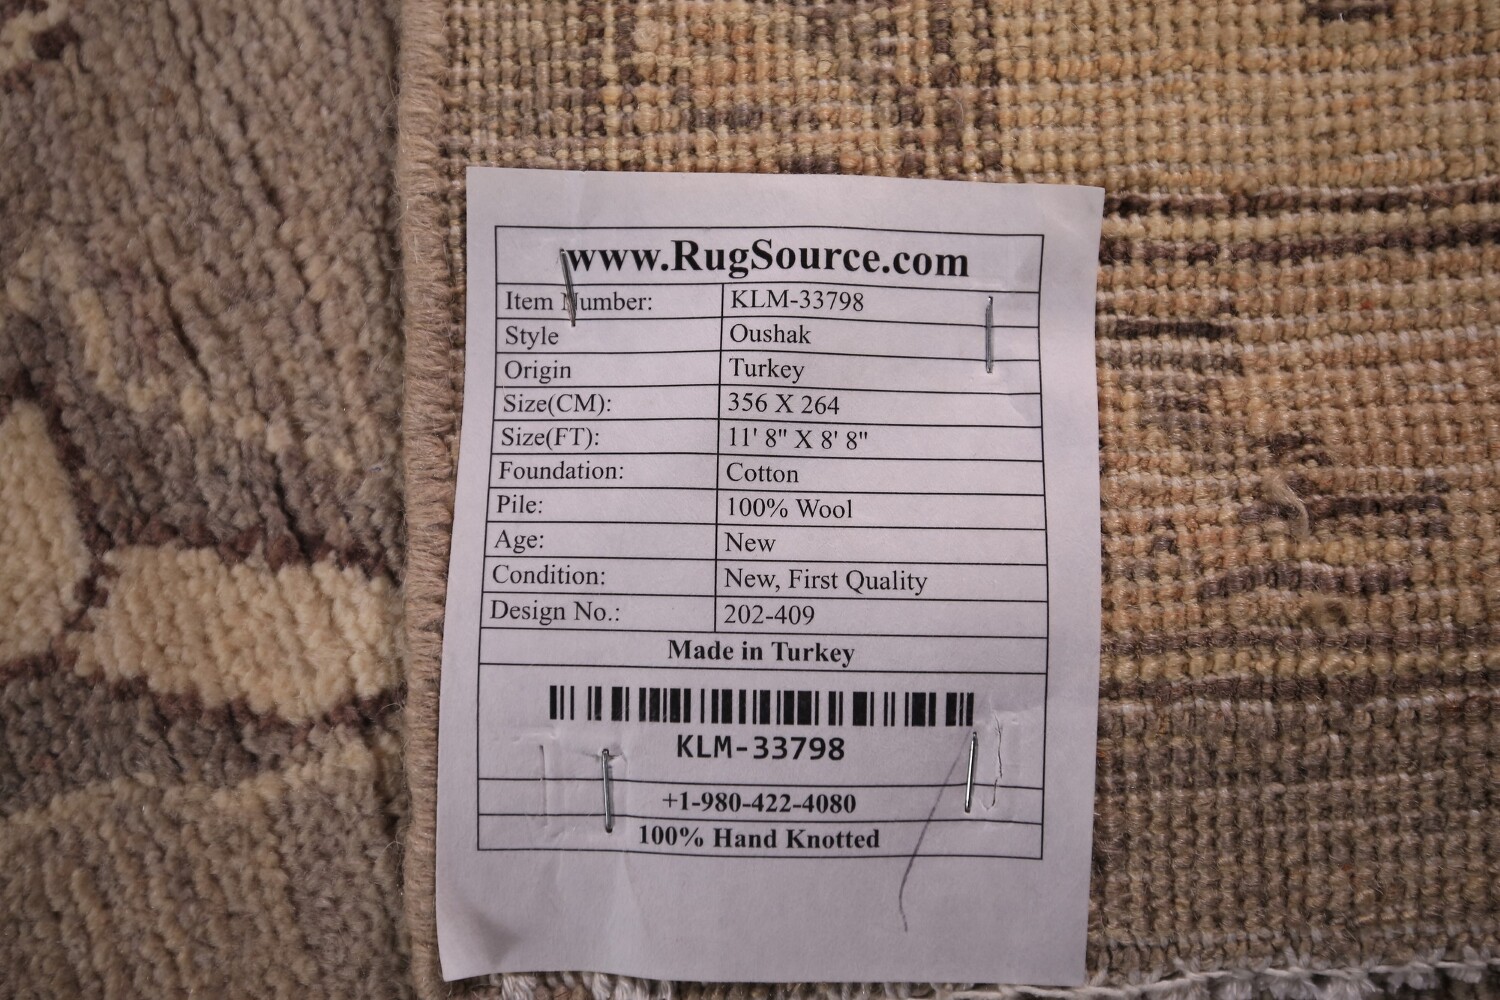 www.RugSource.com
Item Number: KLM-33798
Style Oushak
Origin Turkey
Size(CM): 356 X 264
Size(FT): 11' 8" X 8' 8"
Foundation: Cotton
Pile: 100% Wool
Age: New
Condition: New, First Quality
Design No.: 202-409
Made in Turkey
KLM-33798
+1-980-422-4080
100% Hand Knotted